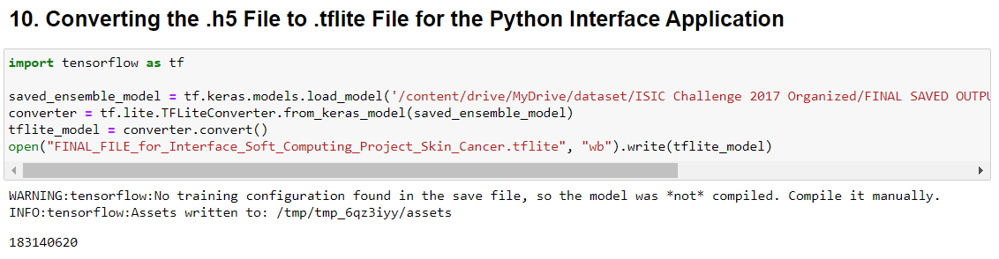 10. Converting the .h5 File to .tflite File for the Python Interface Application
import tensorflow as tf
saved_ensemble_model = tf.keras.models.load_model('/content/drive/MyDrive/dataset/ISIC Challenge 2017 Organized/FINAL SAVED OUTPU
converter = tf.lite.TFLiteConverter.from_keras_model(saved_ensemble_model)
tflite_model = converter.convert()
open("FINAL_FILE_for_Interface_Soft_Computing_Project_Skin_Cancer.tflite", "wb").write(tflite_model)
WARNING:tensorflow:No training configuration found in the save file, so the model was *not* compiled. Compile it manually.
INFO:tensorflow:Assets written to: /tmp/tmp_6qz3iyy/assets
183140620